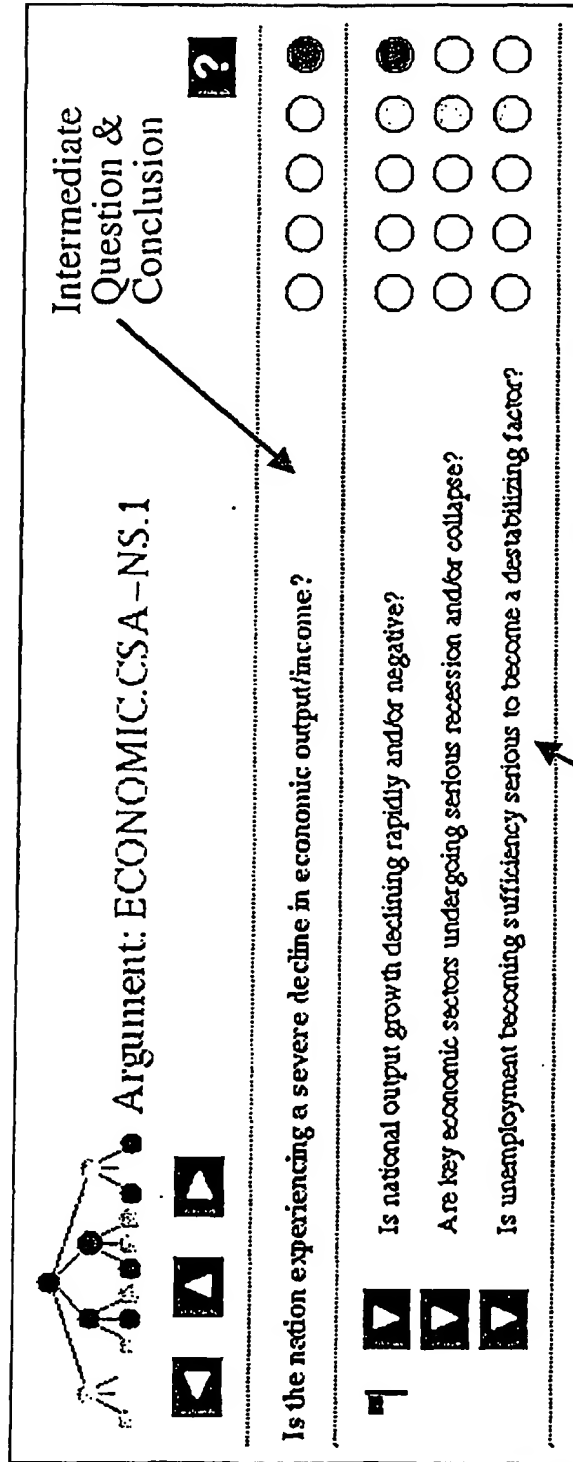 Intermediate
Question &
Conclusion
Argument: ECONOMIC.CSA-NS.1
?
Is the nation experiencing a severe decline in economic output/income?
Is national output growth declining rapidly and/or negative?
Are key economic sectors undergoing serious recession and/or collapse?
Is unemployment becoming sufficiency serious to become a destabilizing factor?